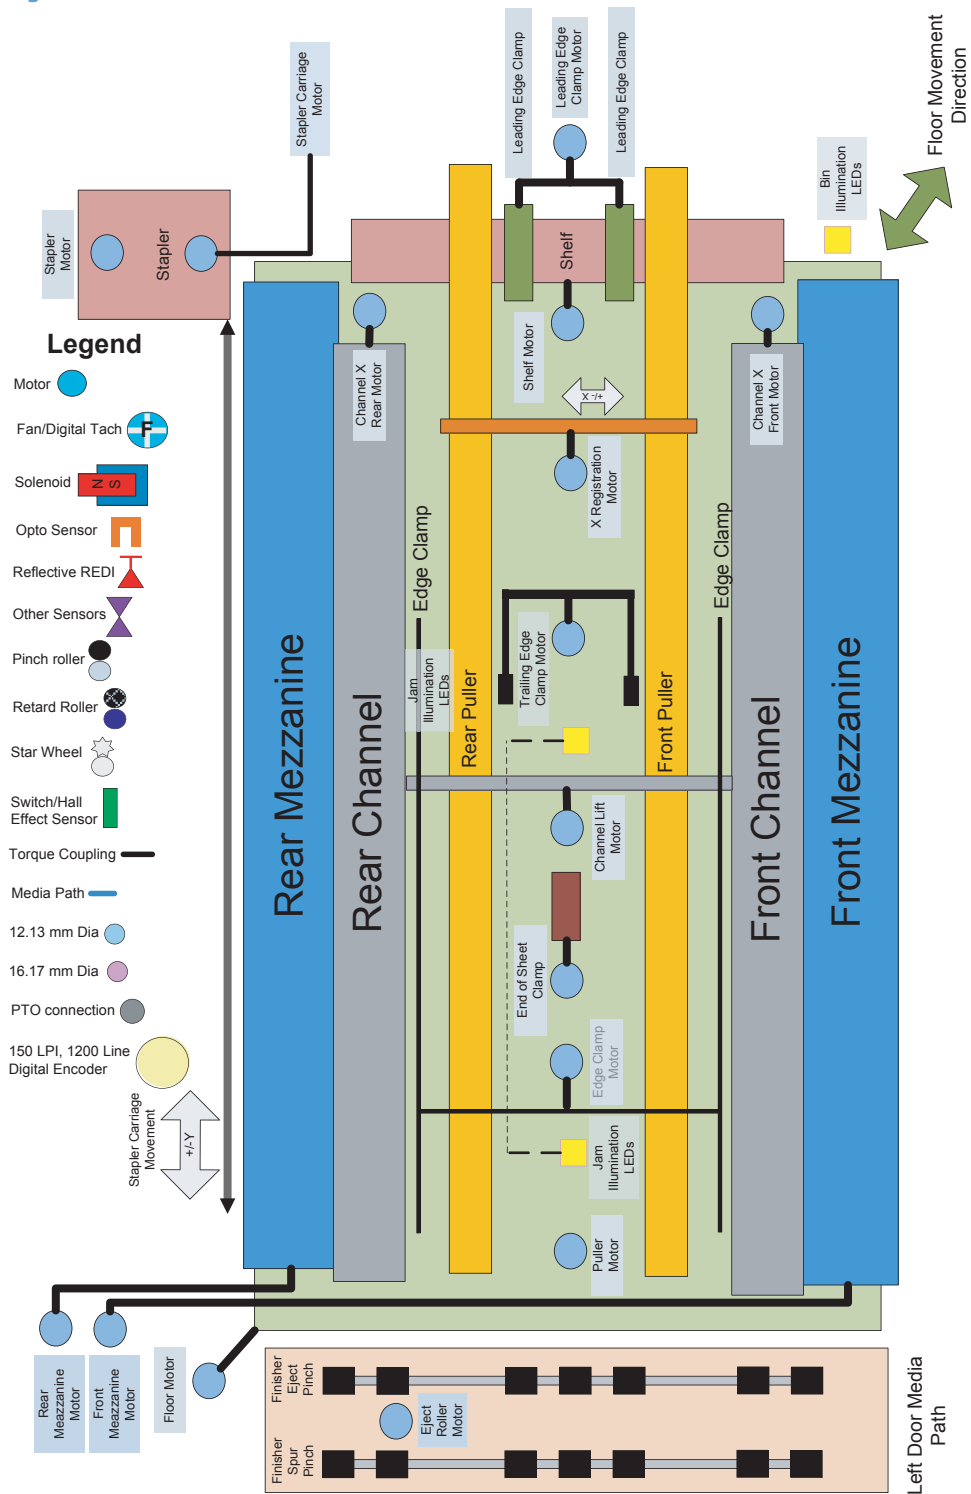 Stapler Carriage
Motor
Leading Edge Clamp
Leading Edge
Clamp Motor
Leading Edge Clamp
Floor Movement
Direction
Stapler
Motor
Stapler
Shelf
Bin
Illumination
LEDs
Legend
Motor
Fan/Digital Tach
F
Solenoid
N
S
Opto Sensor
Reflective REDI
Other Sensors
Pinch roller
Retard Roller
Star Wheel
Switch/Hall
Effect Sensor
Torque Coupling
Media Path
12.13 mm Dia
16.17 mm Dia
PTO connection
150 LPI, 1200 Line
Digital Encoder
Stapler Carriage
Movement
+/-Y
Channel X
Rear Motor
Shelf Motor
X -/+
Channel X
Front Motor
X Registration
Motor
Edge Clamp
Edge Clamp
Rear Mezzanine
Rear Channel
Jam
Illumination
LEDs
Rear Puller
Trailing Edge
Clamp Motor
Front Puller
Front Channel
Front Mezzanine
Channel Lift
Motor
End of Sheet
Clamp
Edge Clamp
Motor
Jam
Illumination
LEDs
Puller
Motor
Rear
Meazzanine
Motor
Front
Meazzanine
Motor
Floor Motor
Finisher
Eject
Pinch
Eject
Roller
Motor
Finisher
Spur
Pinch
Left Door Media
Path